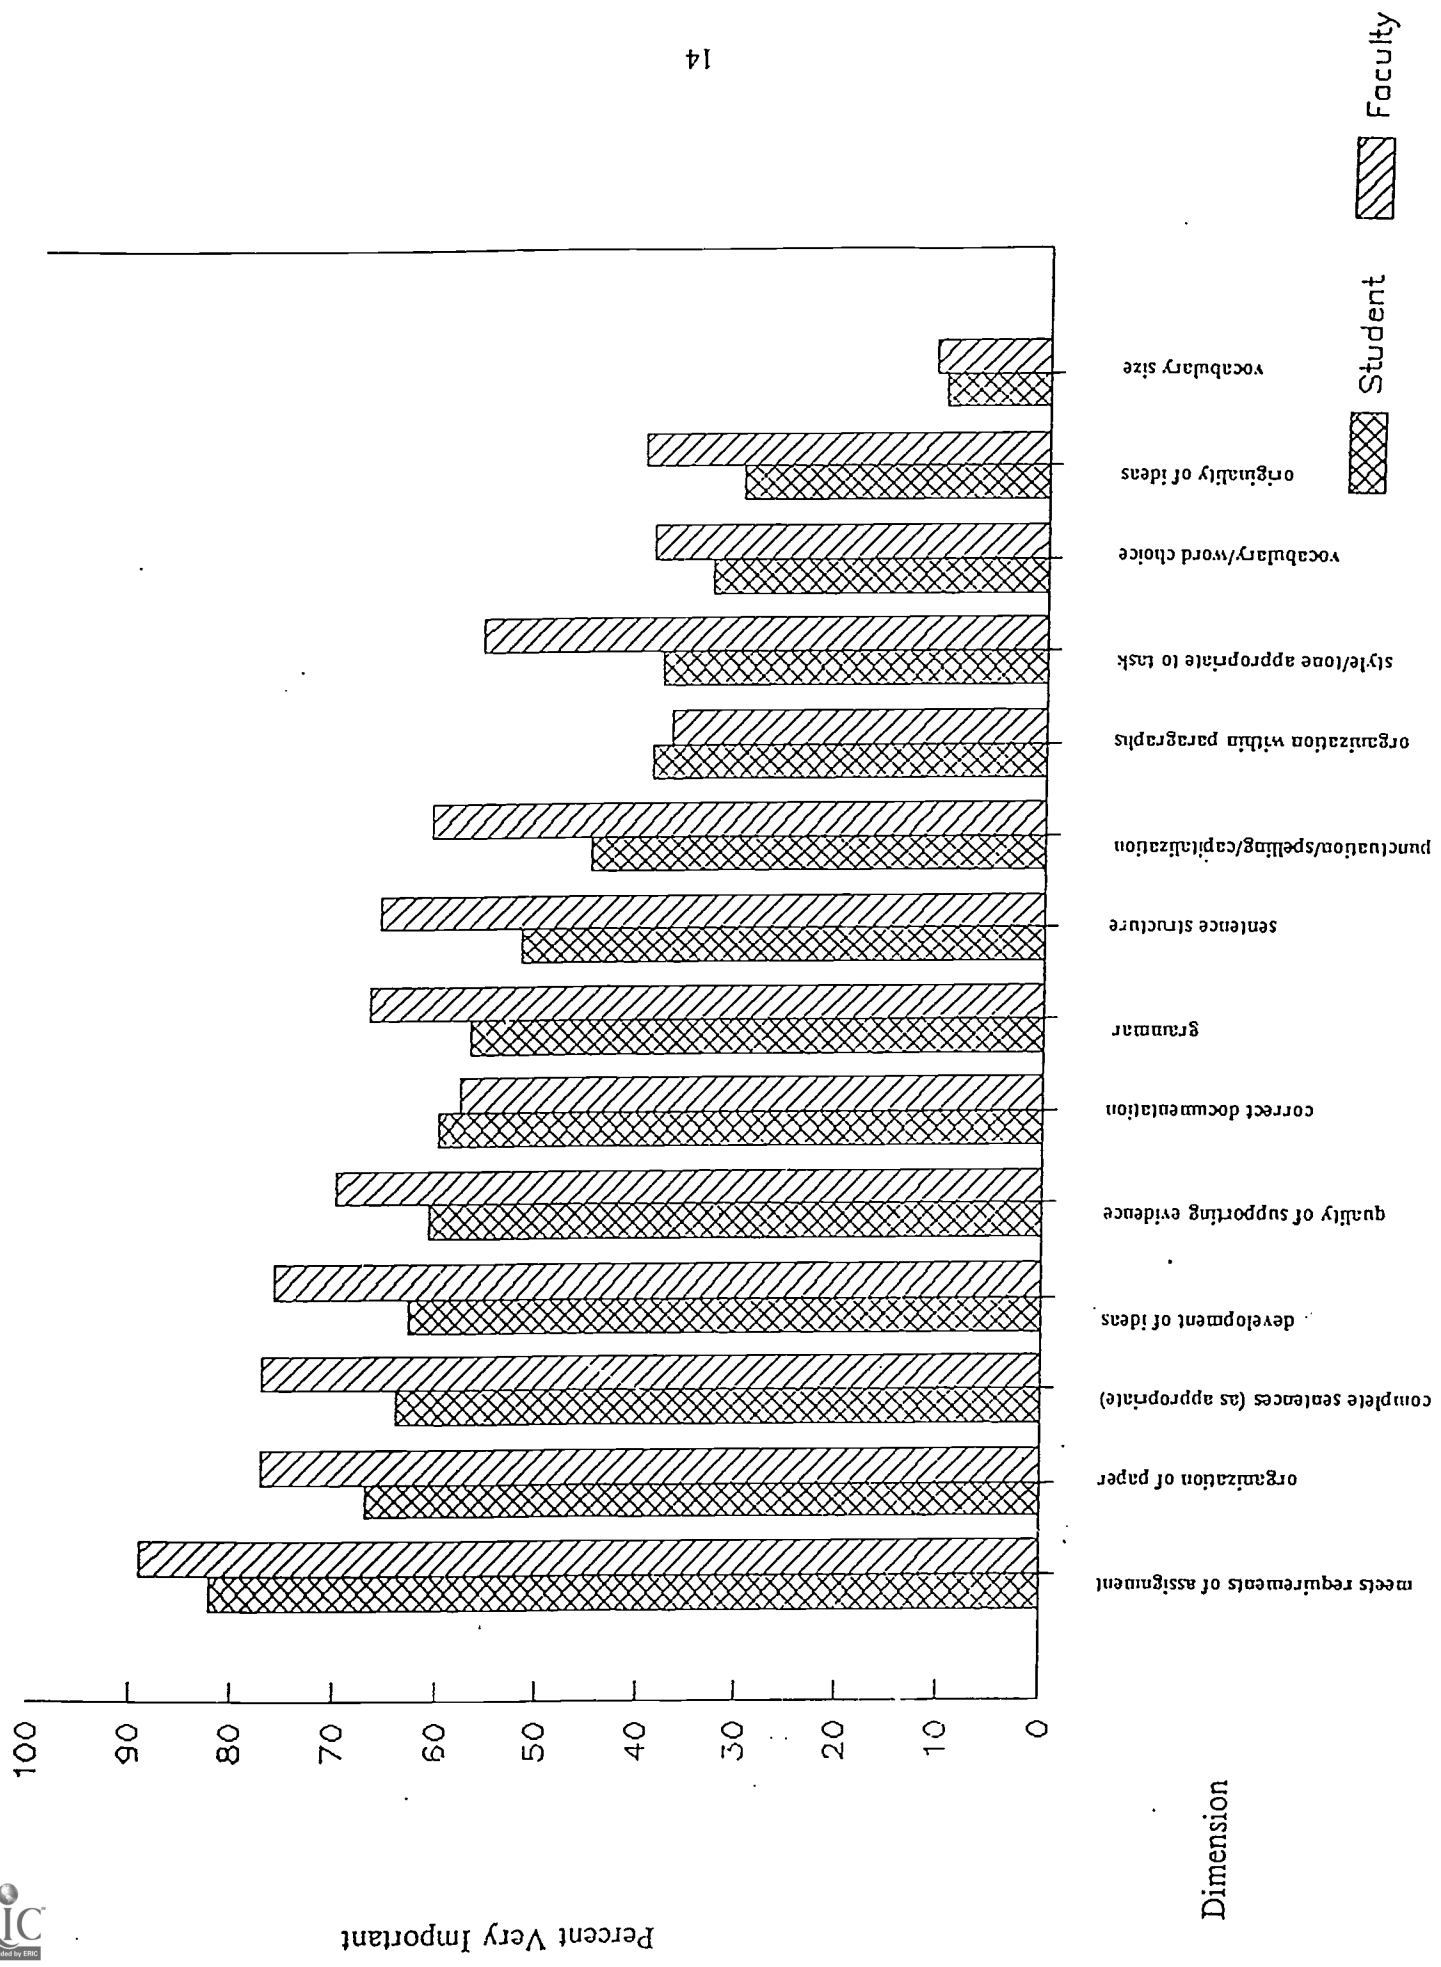 14
Percent Very Important
100
90
80
70
60
50
40
30
20
10
0
Dimension
meets requirements of assignment
organization of paper
complete sentences (as appropriate)
development of ideas
quality of supporting evidence
correct documentation
grammar
sentence structure
punctuation/spelling/capitalization
organization within paragraphs
style/tone appropriate to task
vocabulary/word choice
originality of ideas
vocabulary size
Student
Faculty
by ERIC